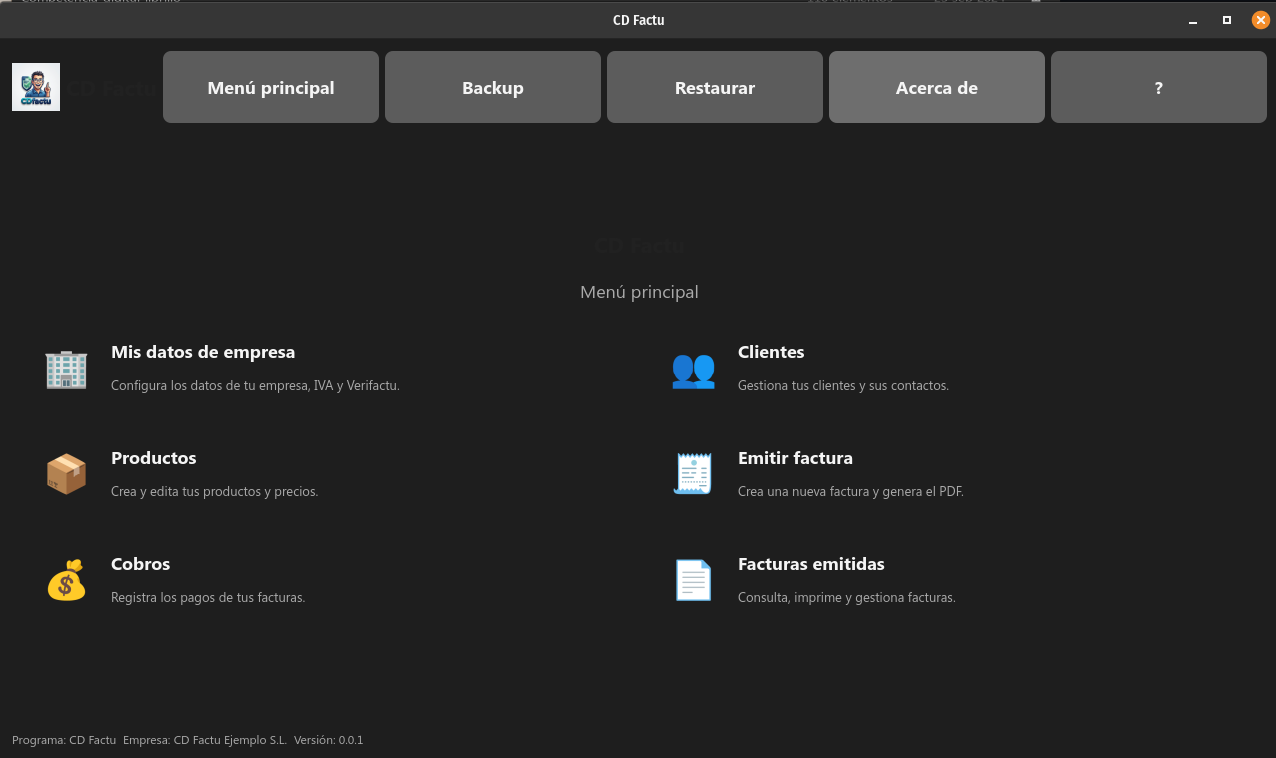 CD Factu
CDfactu
CD Factu
Menú principal
Backup
Restaurar
Acerca de
?
CD Factu
Menú principal
Mis datos de empresa
Configura los datos de tu empresa, IVA y Verifactu.
Clientes
Gestiona tus clientes y sus contactos.
Productos
Crea y edita tus productos y precios.
Emitir factura
Crea una nueva factura y genera el PDF.
Cobros
Registra los pagos de tus facturas.
Facturas emitidas
Consulta, imprime y gestiona facturas.
Programa: CD Factu Empresa: CD Factu Ejemplo S.L. Versión: 0.0.1